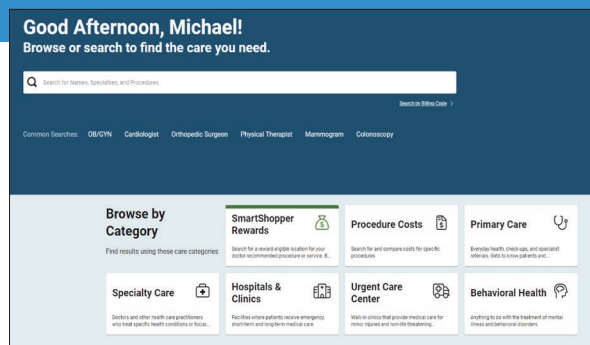 Good Afternoon, Michael!
Browse or search to find the care you need.
Search for Names, Specialties, and Procedures
Search by Billing Code >
Common Searches: OB/GYN Cardiologist Orthopedic Surgeon Physical Therapist Mammogram Colonoscopy
Browse by
Category
Find results using these care categories
SmartShopper
Rewards
Search for a reward eligible location for your
doctor recommended procedure or service. B...
Procedure Costs
Search for and compare costs for specific
procedures
Primary Care
Everyday health, check-ups, and specialist
referrals. Gets to know patients and...
Specialty Care
Doctors and other health care practitioners
who treat specific health conditions or focus...
Hospitals &
Clinics
Facilities where patients receive emergency,
short-term and long-term medical care.
Urgent Care
Center
Walk-in clinics that provide medical care for
minor injuries and non-life threatening...
Behavioral Health
Anything to do with the treatment of mental
illness and behavioral disorders